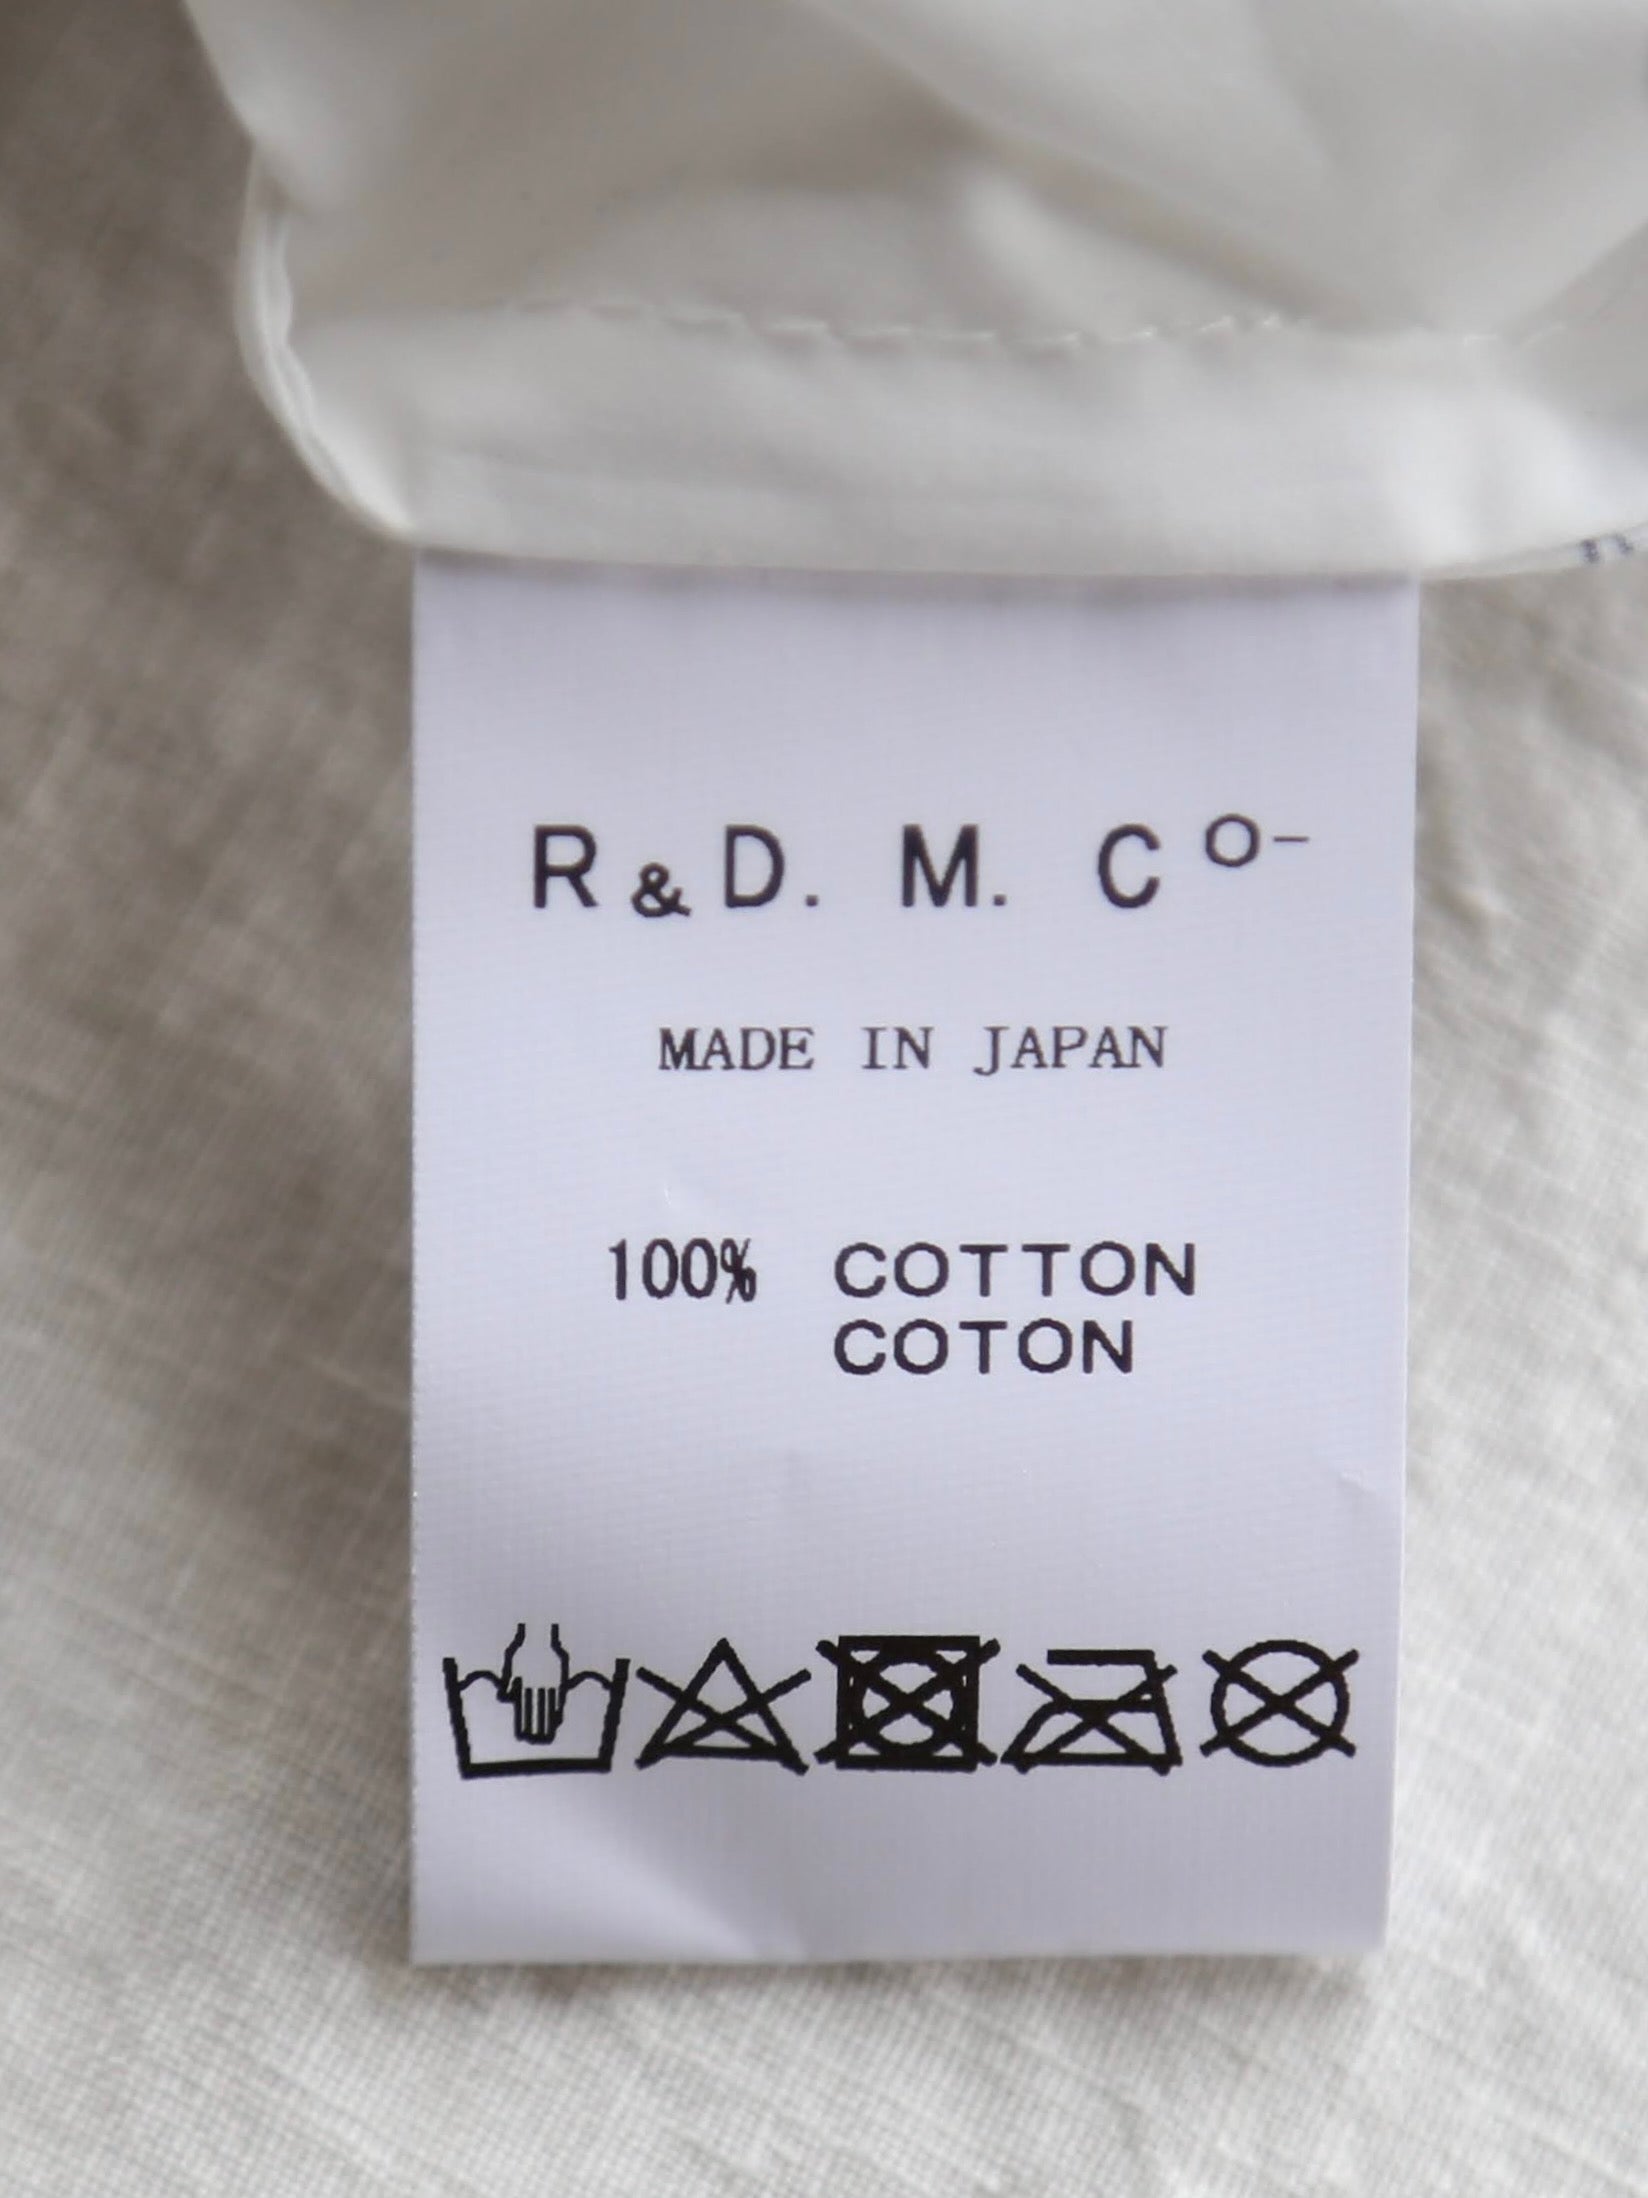 R&D. M. Co-
MADE IN JAPAN
100% COTTON
COTON